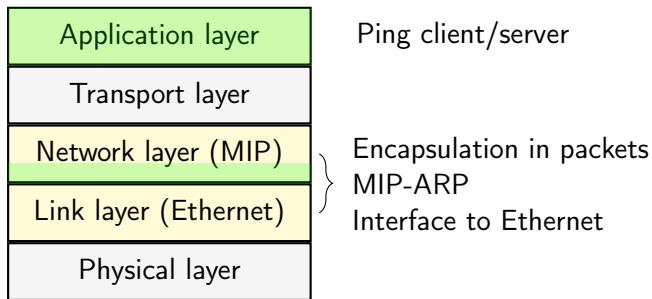 Application layer
Ping client/server
Transport layer
Network layer (MIP)
Link layer (Ethernet)
Encapsulation in packets
MIP-ARP
Interface to Ethernet
Physical layer